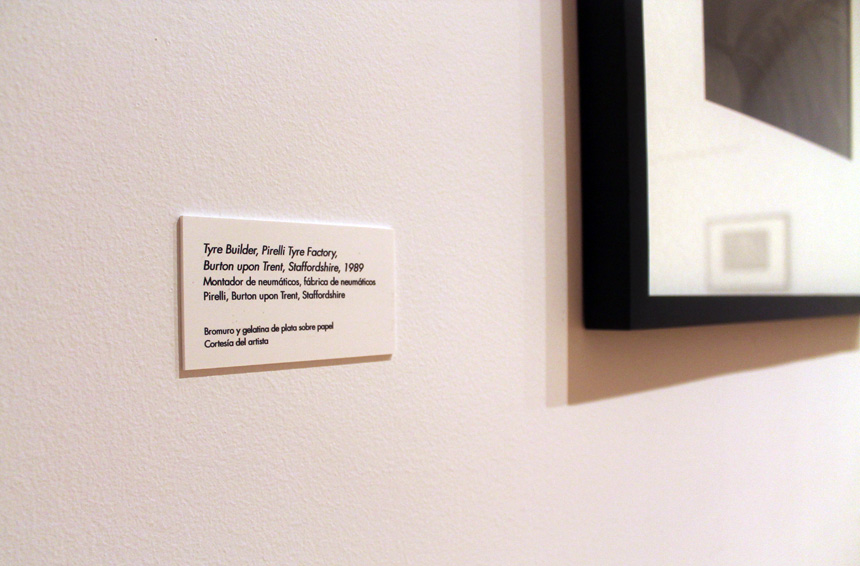 Tyre Builder, Pirelli Tyre Factory,
Burton upon Trent, Staffordshire, 1989
Montador de neumáticos, fábrica de neumáticos
Pirelli, Burton upon Trent, Staffordshire
Bromuro y gelatina de plata sobre papel
Cortesía del artista